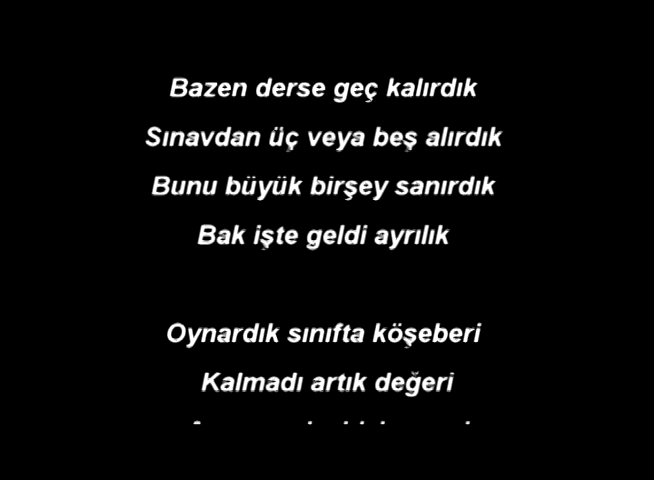 Bazen derse geç kalırdık
Sınavdan üç veya beş alırdık
Bunu büyük birşey sanırdık
Bak işte geldi ayrılık
Oynardık sınıfta köşeberi
Kalmadı artık değeri